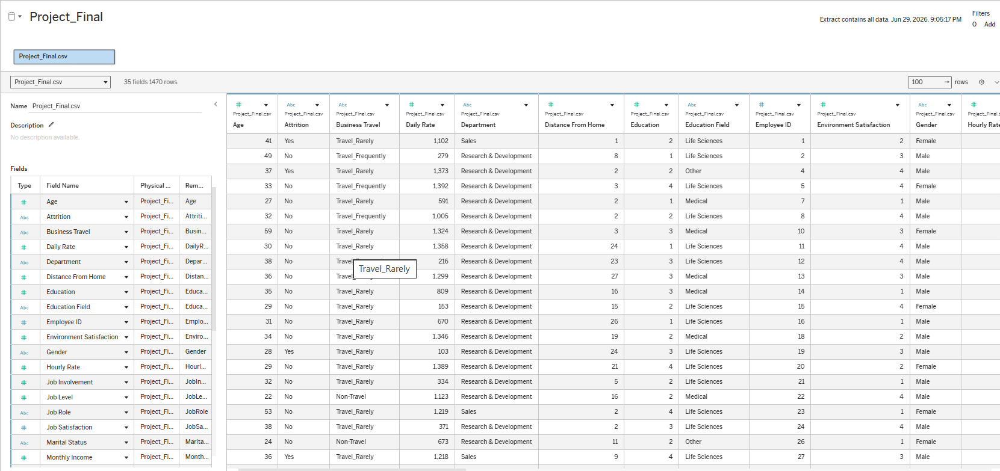 Project_Final
Extract contains all data. Jun 29, 2026, 9:05:17 PM
Filters
0 Add
Project_Final.csv
Project_Final.csv
35 fields 1470 rows
100 → rows
Name Project_Final.csv
Description
No description available.
Fields
Type Field Name Physical ... Rem...
# Age Project_Fi... Age
Abc Attrition Project_Fi... Attriti...
Abc Business Travel Project_Fi... Busin...
# Daily Rate Project_Fi... DailyR...
Abc Department Project_Fi... Depar...
# Distance From Home Project_Fi... Distan...
# Education Project_Fi... Educa...
Abc Education Field Project_Fi... Educa...
# Employee ID Project_Fi... Emplo...
# Environment Satisfaction Project_Fi... Enviro...
Abc Gender Project_Fi... Gender
# Hourly Rate Project_Fi... Hourl...
# Job Involvement Project_Fi... JobIn...
# Job Level Project_Fi... JobLe...
Abc Job Role Project_Fi... JobRole
# Job Satisfaction Project_Fi... JobSa...
Abc Marital Status Project_Fi... Marita...
# Monthly Income Project_Fi... Month...
# Abc Abc # Abc # # Abc # # Abc #
Project_Final.csv Project_Final.csv Project_Final.csv Project_Final.csv Project_Final.csv Project_Final.csv Project_Final.csv Project_Final.csv Project_Final.csv Project_Final.csv Project_Final.csv Project_Final.c
Age Attrition Business Travel Daily Rate Department Distance From Home Education Education Field Employee ID Environment Satisfaction Gender Hourly Rate
41 Yes Travel_Rarely 1,102 Sales 1 2 Life Sciences 1 2 Female
49 No Travel_Frequently 279 Research & Development 8 1 Life Sciences 2 3 Male
37 Yes Travel_Rarely 1,373 Research & Development 2 2 Other 4 4 Male
33 No Travel_Frequently 1,392 Research & Development 3 4 Life Sciences 5 4 Female
27 No Travel_Rarely 591 Research & Development 2 1 Medical 7 1 Male
32 No Travel_Frequently 1,005 Research & Development 2 2 Life Sciences 8 4 Male
59 No Travel_Rarely 1,324 Research & Development 3 3 Medical 10 3 Female
30 No Travel_Rarely 1,358 Research & Development 24 1 Life Sciences 11 4 Male
38 No Travel 216 Research & Development 23 3 Life Sciences 12 4 Male
Travel_Rarely
36 No Travel 1,299 Research & Development 27 3 Medical 13 3 Male
35 No Travel_Rarely 809 Research & Development 16 3 Medical 14 1 Male
29 No Travel_Rarely 153 Research & Development 15 2 Life Sciences 15 4 Female
31 No Travel_Rarely 670 Research & Development 26 1 Life Sciences 16 1 Male
34 No Travel_Rarely 1,346 Research & Development 19 2 Medical 18 2 Male
28 Yes Travel_Rarely 103 Research & Development 24 3 Life Sciences 19 3 Male
29 No Travel_Rarely 1,389 Research & Development 21 4 Life Sciences 20 2 Female
32 No Travel_Rarely 334 Research & Development 5 2 Life Sciences 21 1 Male
22 No Non-Travel 1,123 Research & Development 16 2 Medical 22 4 Male
53 No Travel_Rarely 1,219 Sales 2 4 Life Sciences 23 1 Female
38 No Travel_Rarely 371 Research & Development 2 3 Life Sciences 24 4 Male
24 No Non-Travel 673 Research & Development 11 2 Other 26 1 Female
36 Yes Travel_Rarely 1,218 Sales 9 4 Life Sciences 27 3 Male